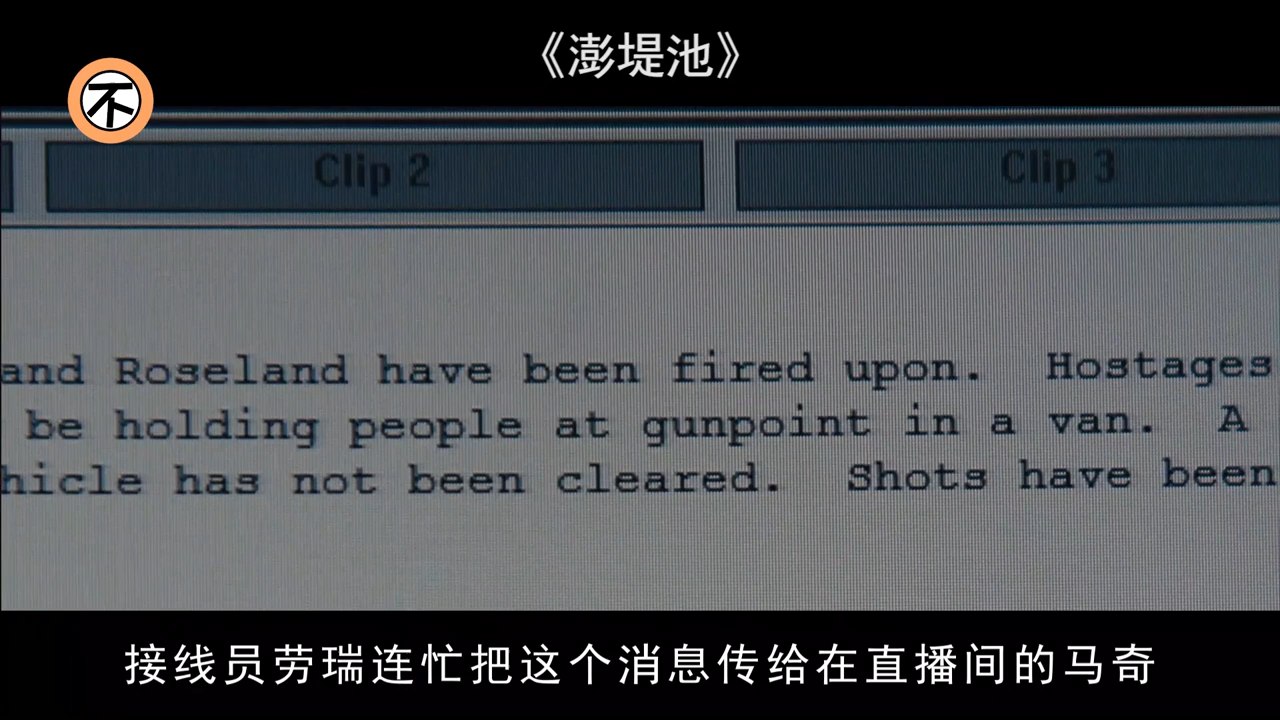 《澎堤池》
不
Clip 2
Clip 3
and Roseland have been fired upon. Hostages
be holding people at gunpoint in a van. A
hicle has not been cleared. Shots have been
接线员劳瑞连忙把这个消息传给在直播间的马奇